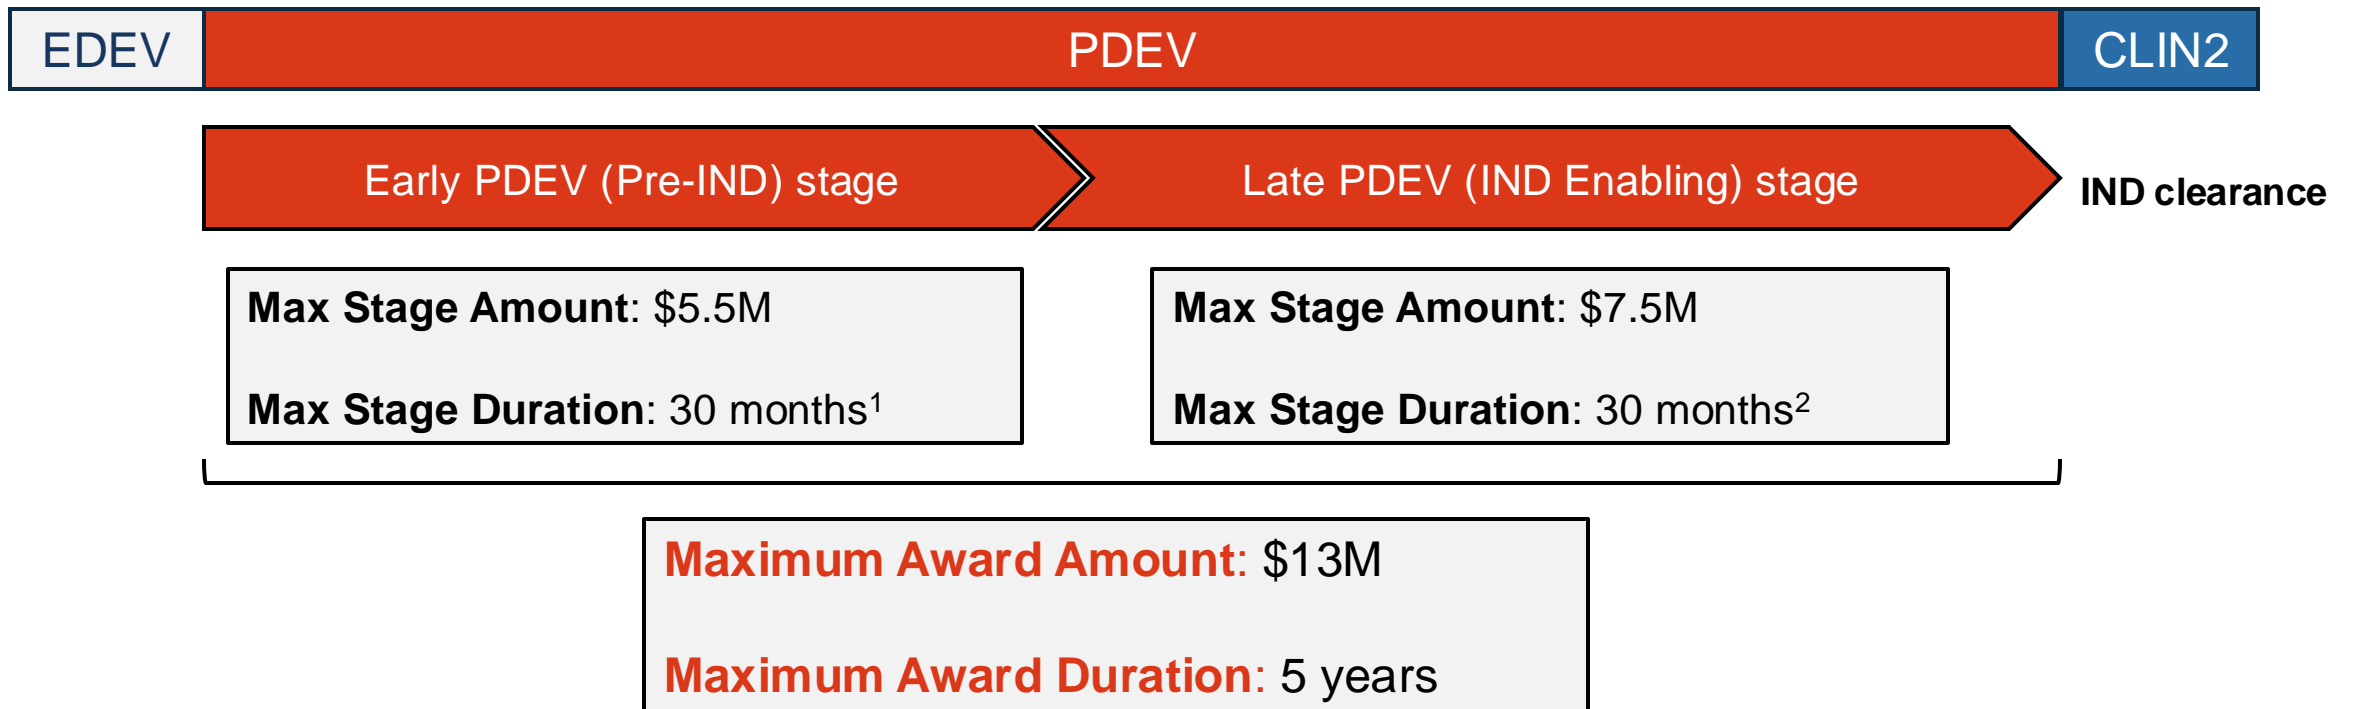 EDEV
PDEV
CLIN2
Early PDEV (Pre-IND) stage
Late PDEV (IND Enabling) stage
IND clearance
Max Stage Amount: $5.5M
Max Stage Duration: 30 months¹
Max Stage Amount: $7.5M
Max Stage Duration: 30 months²
Maximum Award Amount: $13M
Maximum Award Duration: 5 years